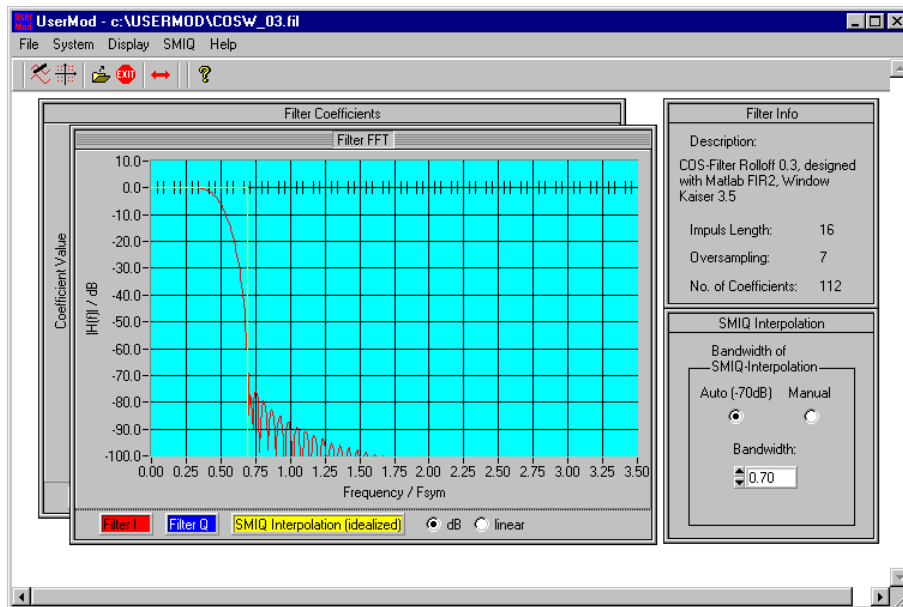 User Mod UserMod - c:\USERMOD\COSW_03.fil
File System Display SMIQ Help
EXIT ?
Filter Coefficients
Coefficient Value
Filter FFT
|H(f)| / dB
10.0
0.0
-10.0
-20.0
-30.0
-40.0
-50.0
-60.0
-70.0
-80.0
-90.0
-100.0
0.00 0.25 0.50 0.75 1.00 1.25 1.50 1.75 2.00 2.25 2.50 2.75 3.00 3.25 3.50
Frequency / Fsym
Filter I Filter Q SMIQ Interpolation (idealized) dB linear
Filter Info
Description:
COS-Filter Rolloff 0.3, designed
with Matlab FIR2, Window
Kaiser 3.5
Impuls Length: 16
Oversampling: 7
No. of Coefficients: 112
SMIQ Interpolation
Bandwidth of
SMIQ-Interpolation
Auto (-70dB) Manual
Bandwidth:
0.70